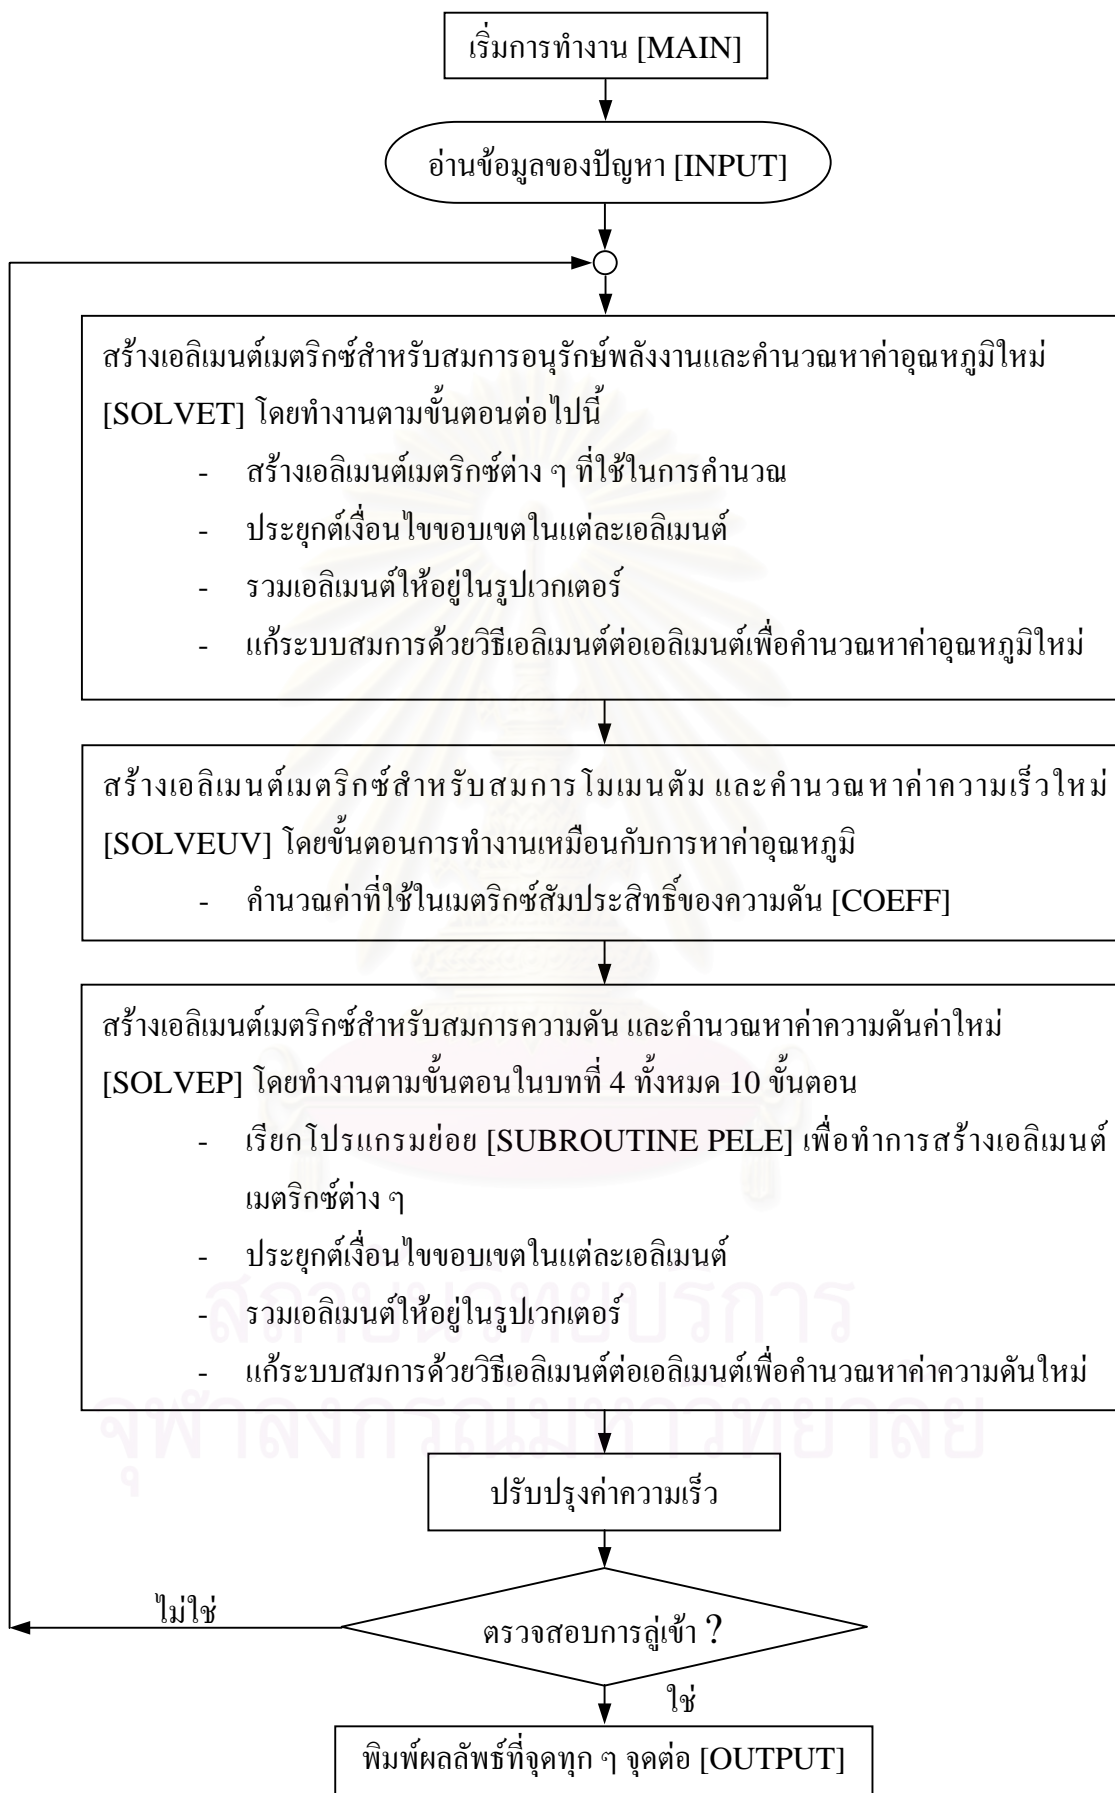 เริ่มการทำงาน [MAIN]
อ่านข้อมูลของปัญหา [INPUT]
สร้างเอลิเมนต์เมตริกซ์สำหรับสมการอนุรักษ์พลังงานและคำนวณหาค่าอุณหภูมิใหม่
[SOLVET] โดยทำงานตามขั้นตอนต่อไปนี้
- สร้างเอลิเมนต์เมตริกซ์ต่าง ๆ ที่ใช้ในการคำนวณ
- ประยุกต์เงื่อนไขขอบเขตในแต่ละเอลิเมนต์
- รวมเอลิเมนต์ให้อยู่ในรูปเวกเตอร์
- แก้ระบบสมการด้วยวิธีเอลิเมนต์ต่อเอลิเมนต์เพื่อคำนวณหาค่าอุณหภูมิใหม่
สร้างเอลิเมนต์เมตริกซ์สำหรับสมการโมเมนตัม และคำนวณหาค่าความเร็วใหม่
[SOLVEUV] โดยขั้นตอนการทำงานเหมือนกับการหาค่าอุณหภูมิ
- คำนวณค่าที่ใช้ในเมตริกซ์สัมประสิทธิ์ของความดัน [COEFF]
สร้างเอลิเมนต์เมตริกซ์สำหรับสมการความดัน และคำนวณหาค่าความดันค่าใหม่
[SOLVEP] โดยทำงานตามขั้นตอนในบทที่ 4 ทั้งหมด 10 ขั้นตอน
- เรียกโปรแกรมย่อย [SUBROUTINE PELE] เพื่อทำการสร้างเอลิเมนต์
เมตริกซ์ต่าง ๆ
- ประยุกต์เงื่อนไขขอบเขตในแต่ละเอลิเมนต์
- รวมเอลิเมนต์ให้อยู่ในรูปเวกเตอร์
สถาบันวิทยบริการ
- แก้ระบบสมการด้วยวิธีเอลิเมนต์ต่อเอลิเมนต์เพื่อคำนวณหาค่าความดันใหม่
จุฬาลงกรณ์มหาวิทยาลัย
ปรับปรุงค่าความเร็ว
ไม่ใช่
ตรวจสอบการลู่เข้า ?
ใช่
พิมพ์ผลลัพธ์ที่จุดทุก ๆ จุดต่อ [OUTPUT]